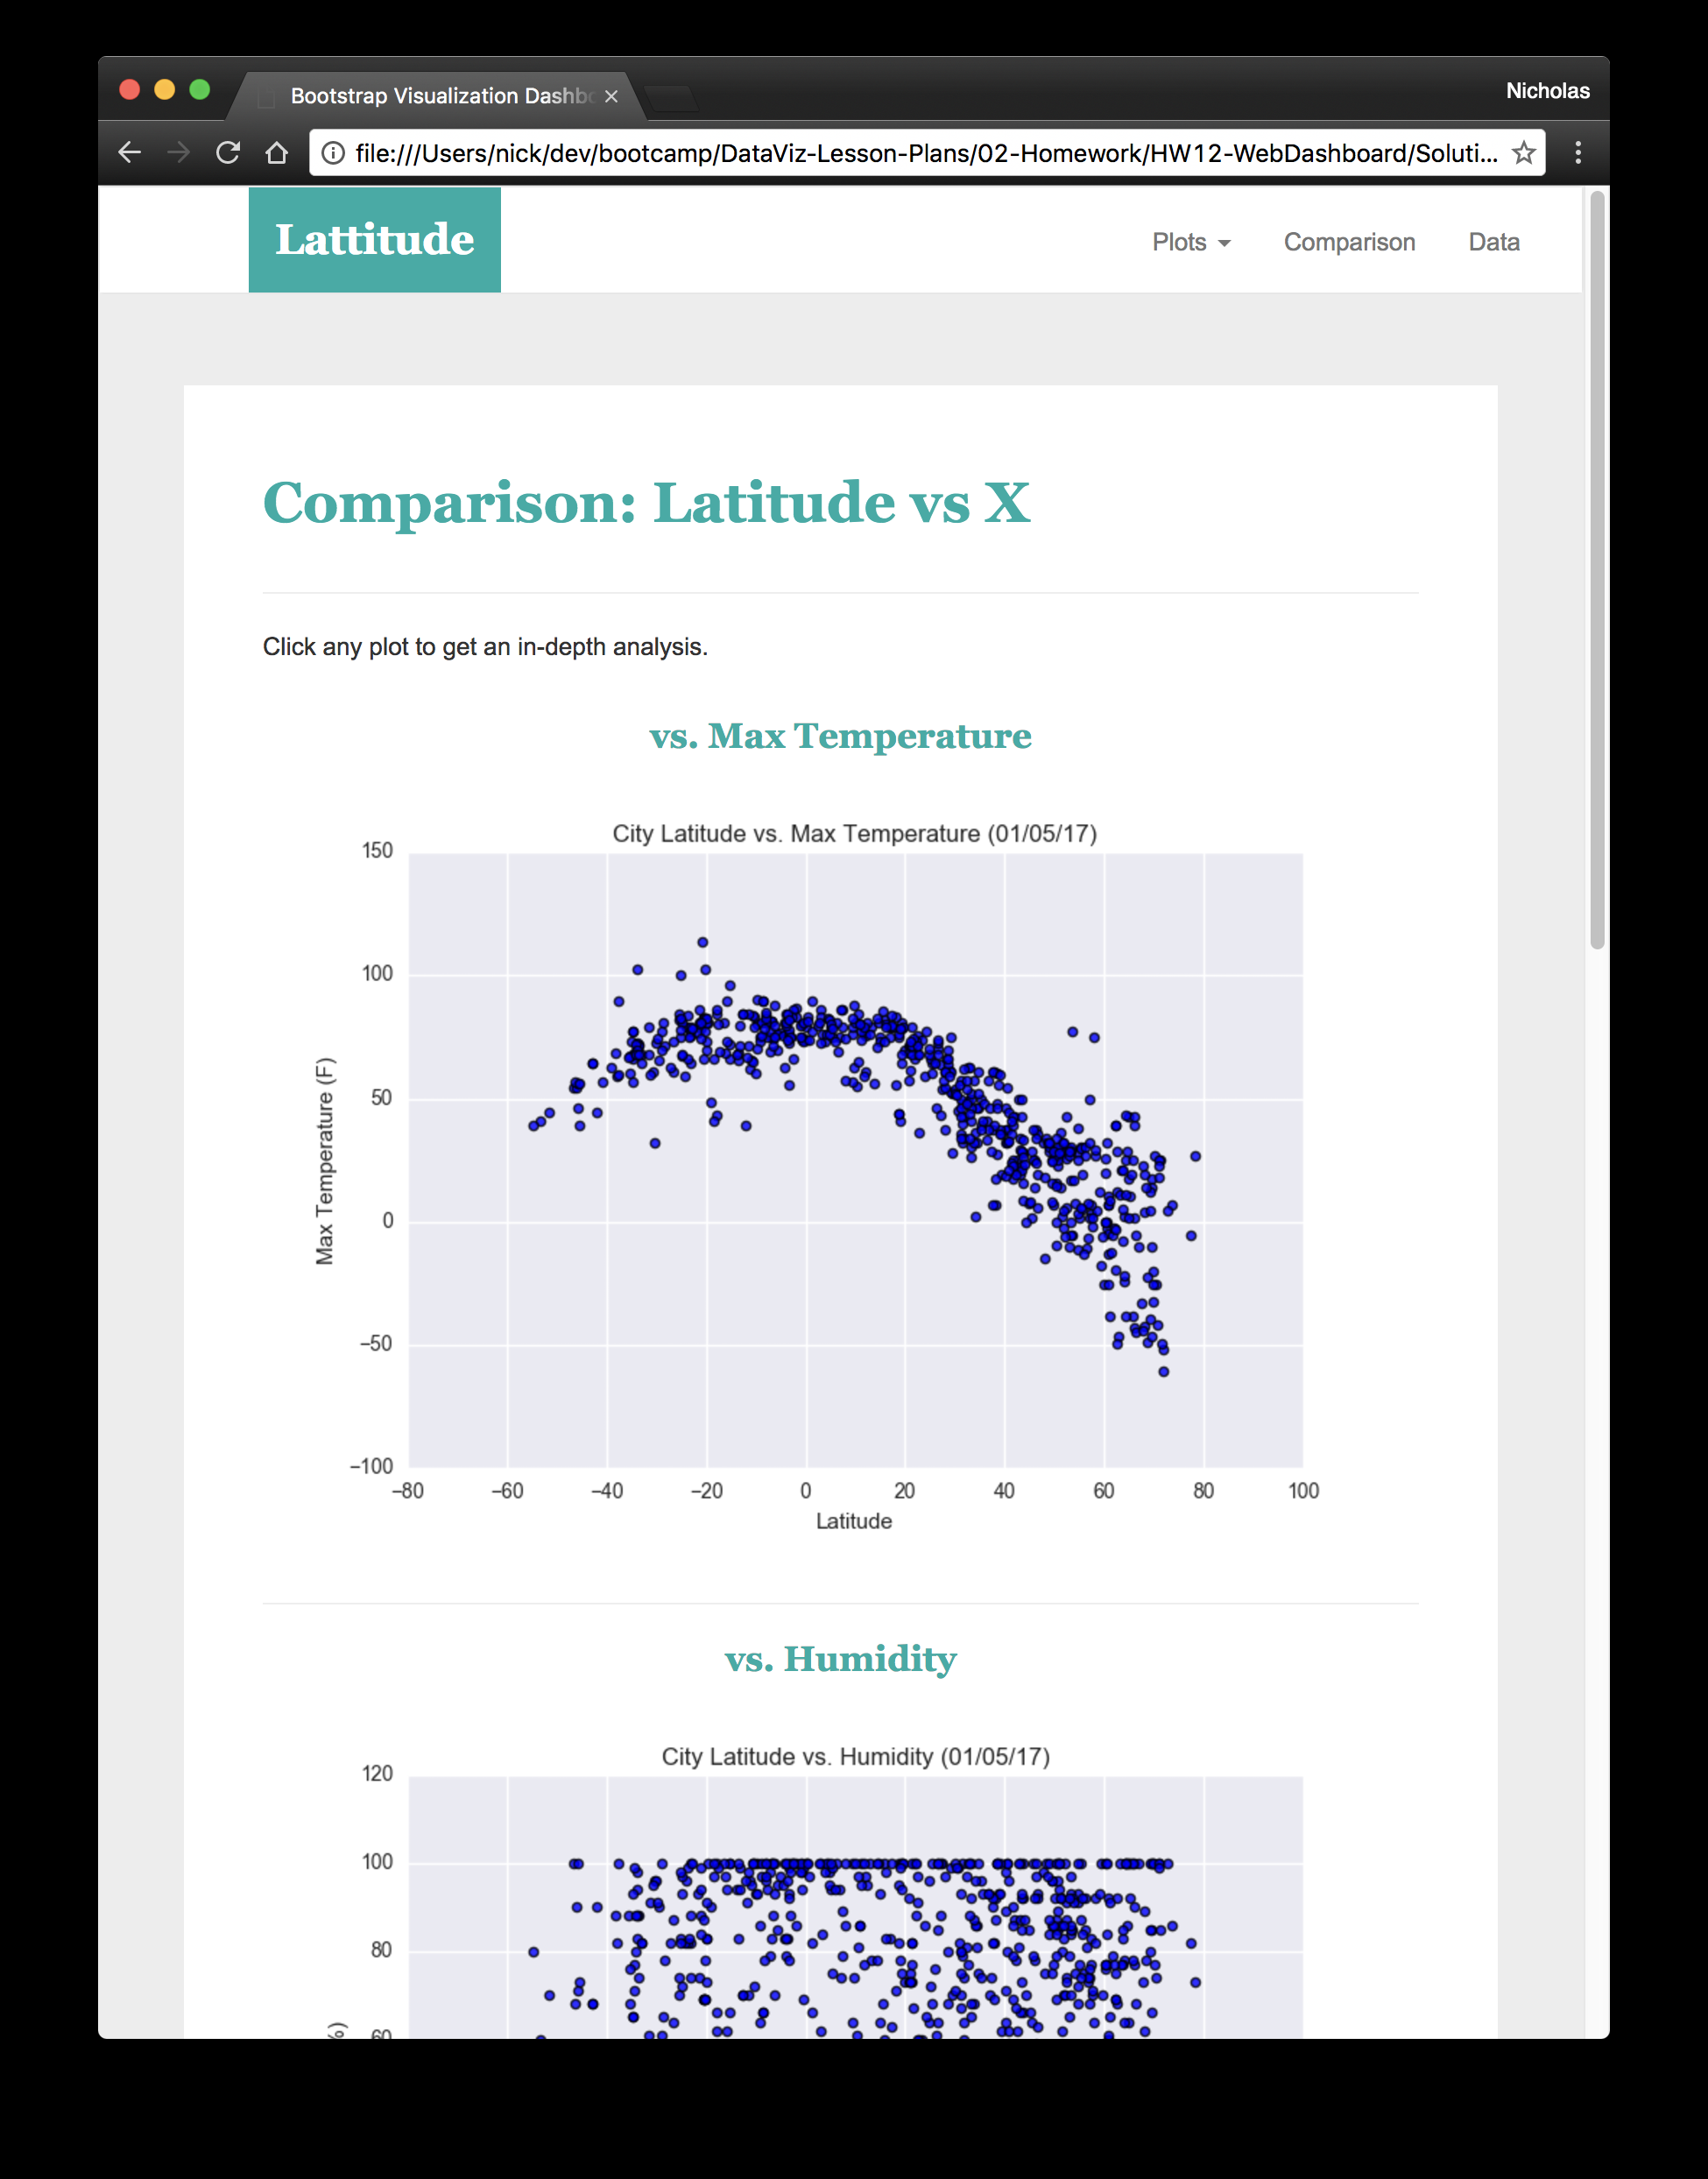 Bootstrap Visualization Dashbo
Nicholas
file:///Users/nick/dev/bootcamp/DataViz-Lesson-Plans/02-Homework/HW12-WebDashboard/Soluti...
Lattitude
Plots Comparison Data
Comparison: Latitude vs X
Click any plot to get an in-depth analysis.
vs. Max Temperature
City Latitude vs. Max Temperature (01/05/17)
150
100
50
0
−50
−100
Max Temperature (F)
−80 −60 −40 −20 0 20 40 60 80 100
Latitude
vs. Humidity
City Latitude vs. Humidity (01/05/17)
120
100
80
60
%)